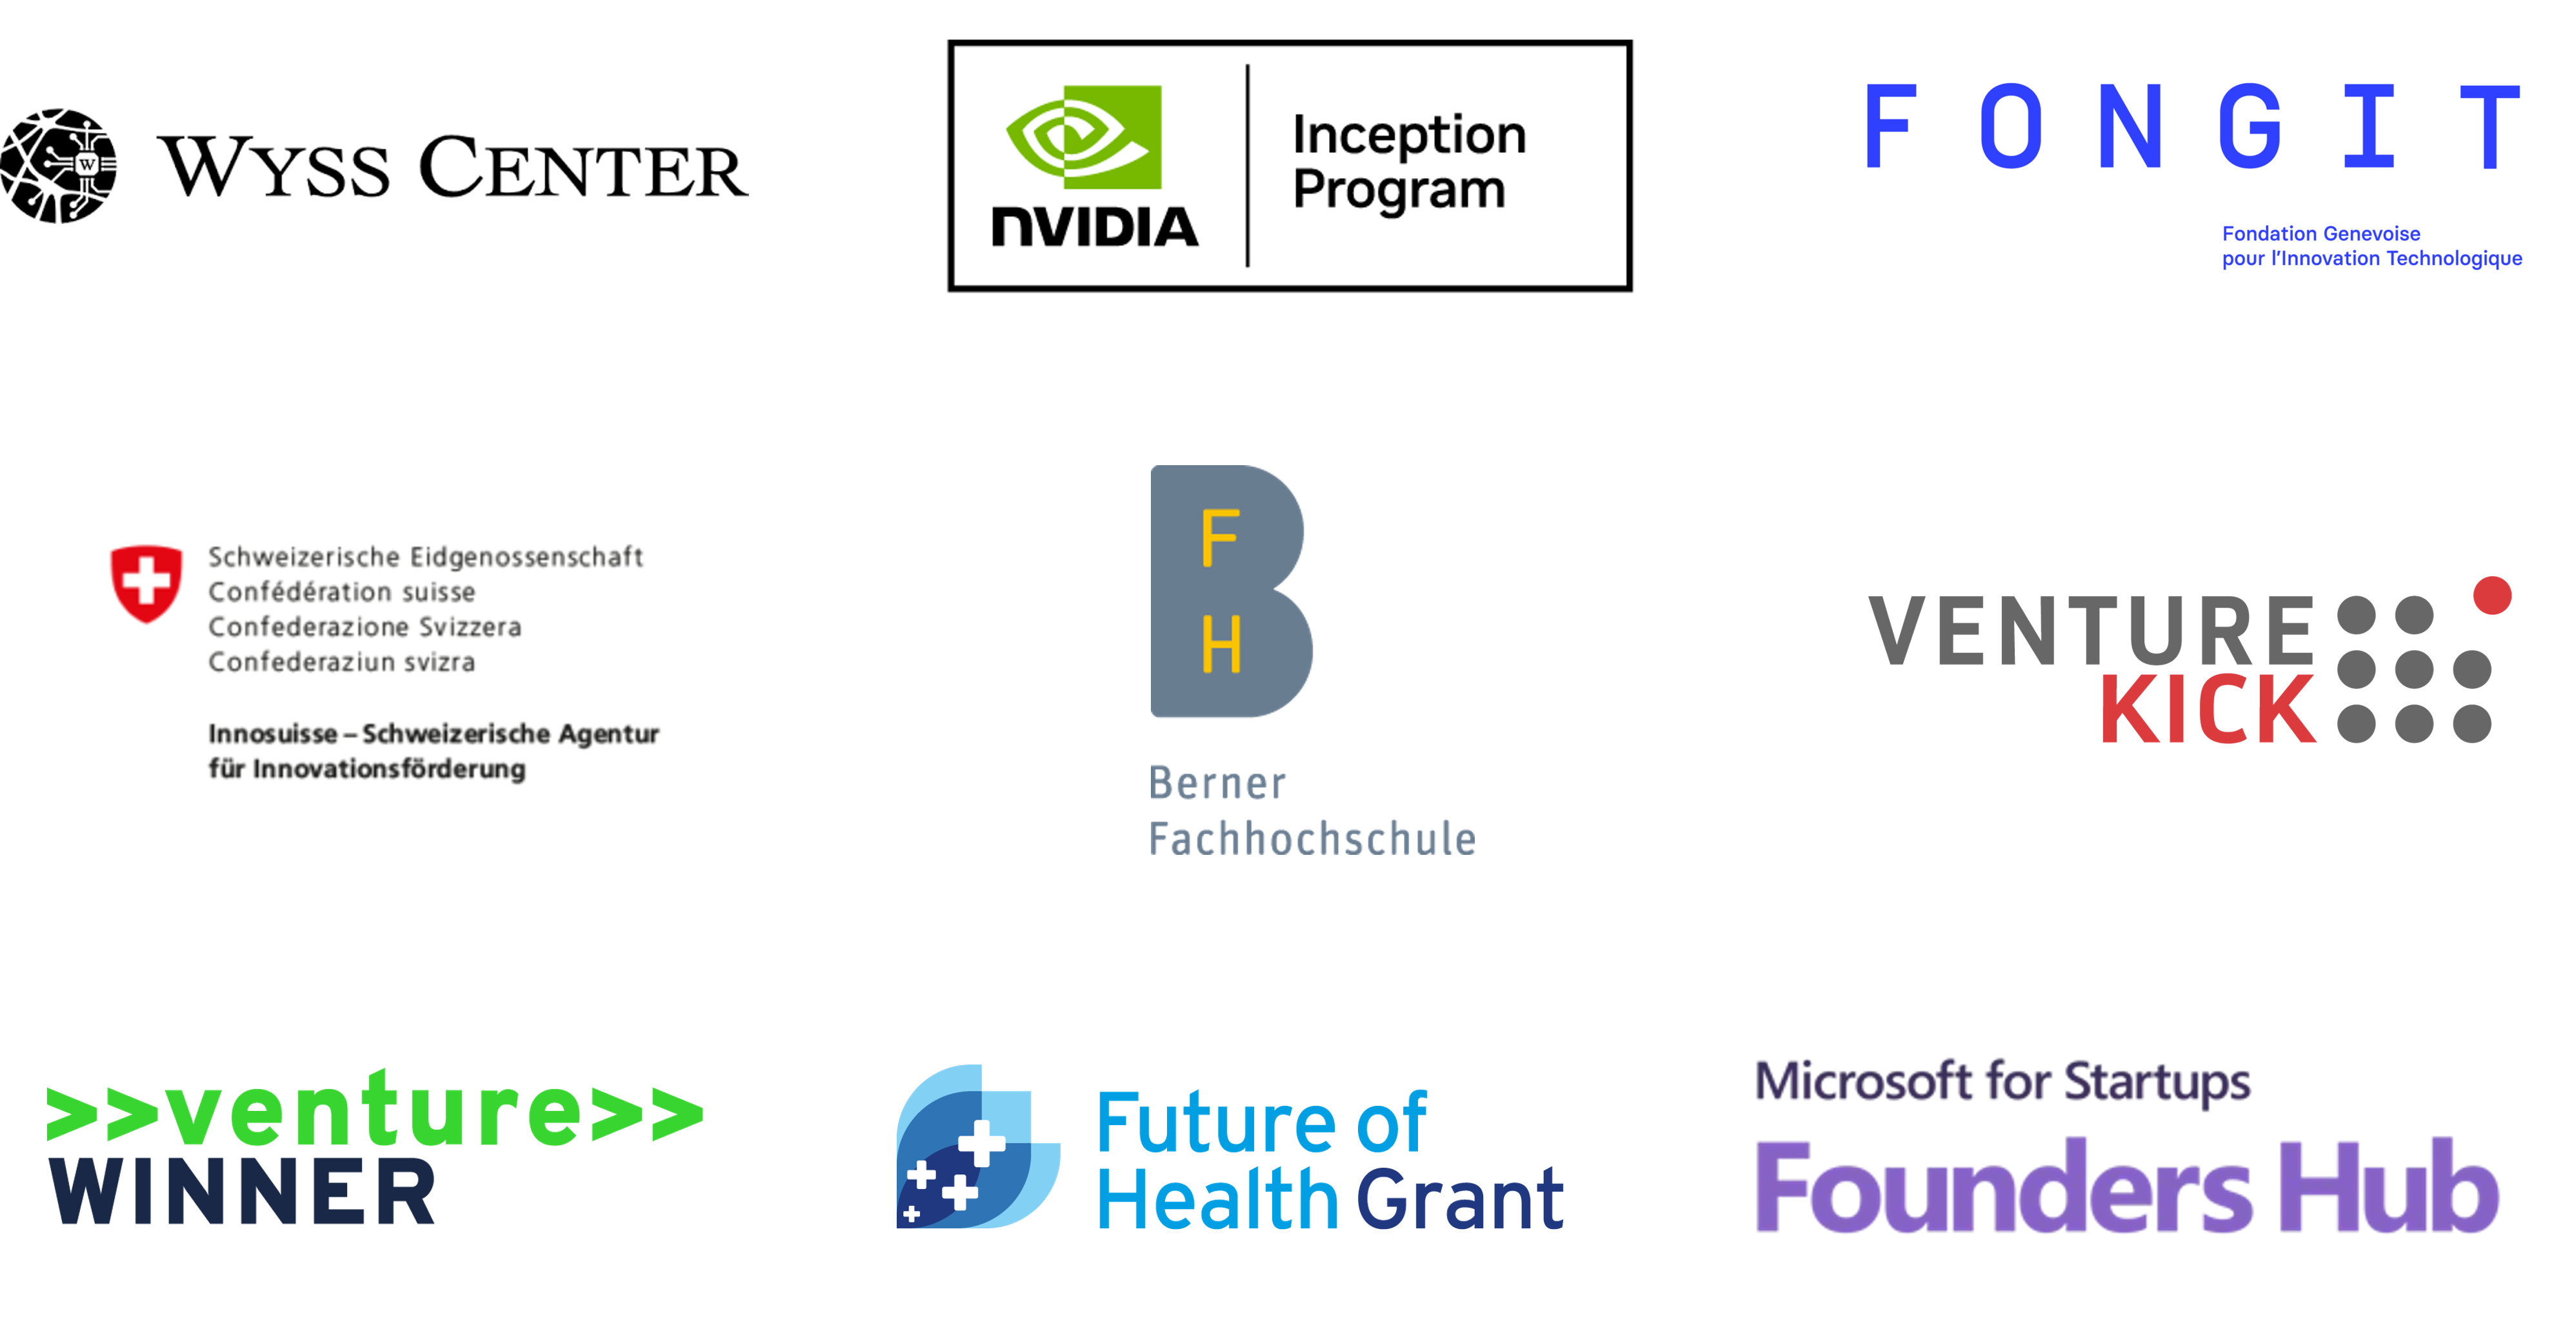 W
WYSS CENTER
nVIDIA
Inception
Program
FONGIT
Fondation Genevoise
pour l'Innovation Technologique
Schweizerische Eidgenossenschaft
Confédération suisse
Confederazione Svizzera
Confederaziun svizra
Innosuisse – Schweizerische Agentur
für Innovationsförderung
B
F
H
Berner
Fachhochschule
VENTURE
KICK
>>venture>>
WINNER
Future of
Health Grant
Microsoft for Startups
Founders Hub